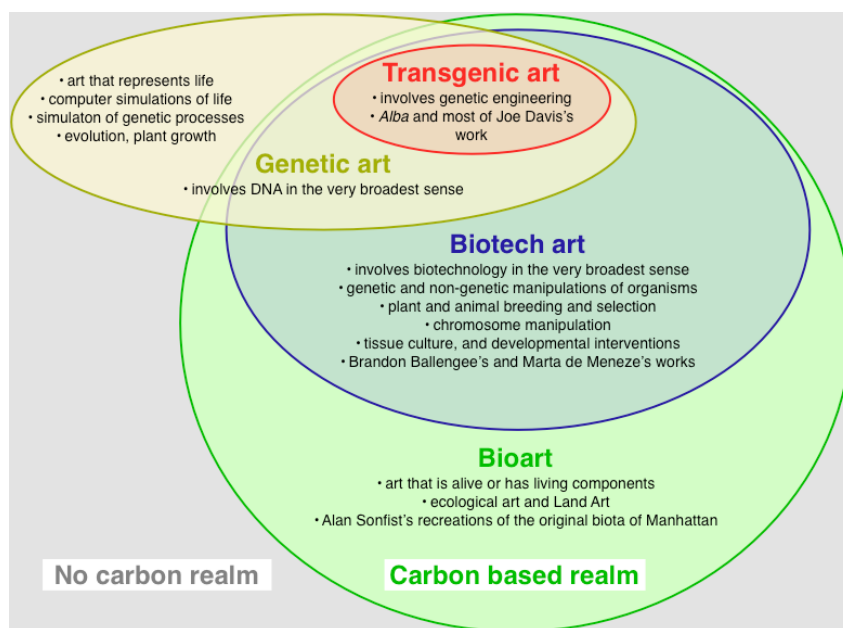 Transgenic art
• involves genetic engineering
• Alba and most of Joe Davis's
work
• art that represents life
• computer simulations of life
• simulaton of genetic processes
• evolution, plant growth
Genetic art
• involves DNA in the very broadest sense
Biotech art
• involves biotechnology in the very broadest sense
• genetic and non-genetic manipulations of organisms
• plant and animal breeding and selection
• chromosome manipulation
• tissue culture, and developmental interventions
• Brandon Ballengee's and Marta de Meneze's works
Bioart
• art that is alive or has living components
• ecological art and Land Art
• Alan Sonfist's recreations of the original biota of Manhattan
No carbon realm
Carbon based realm